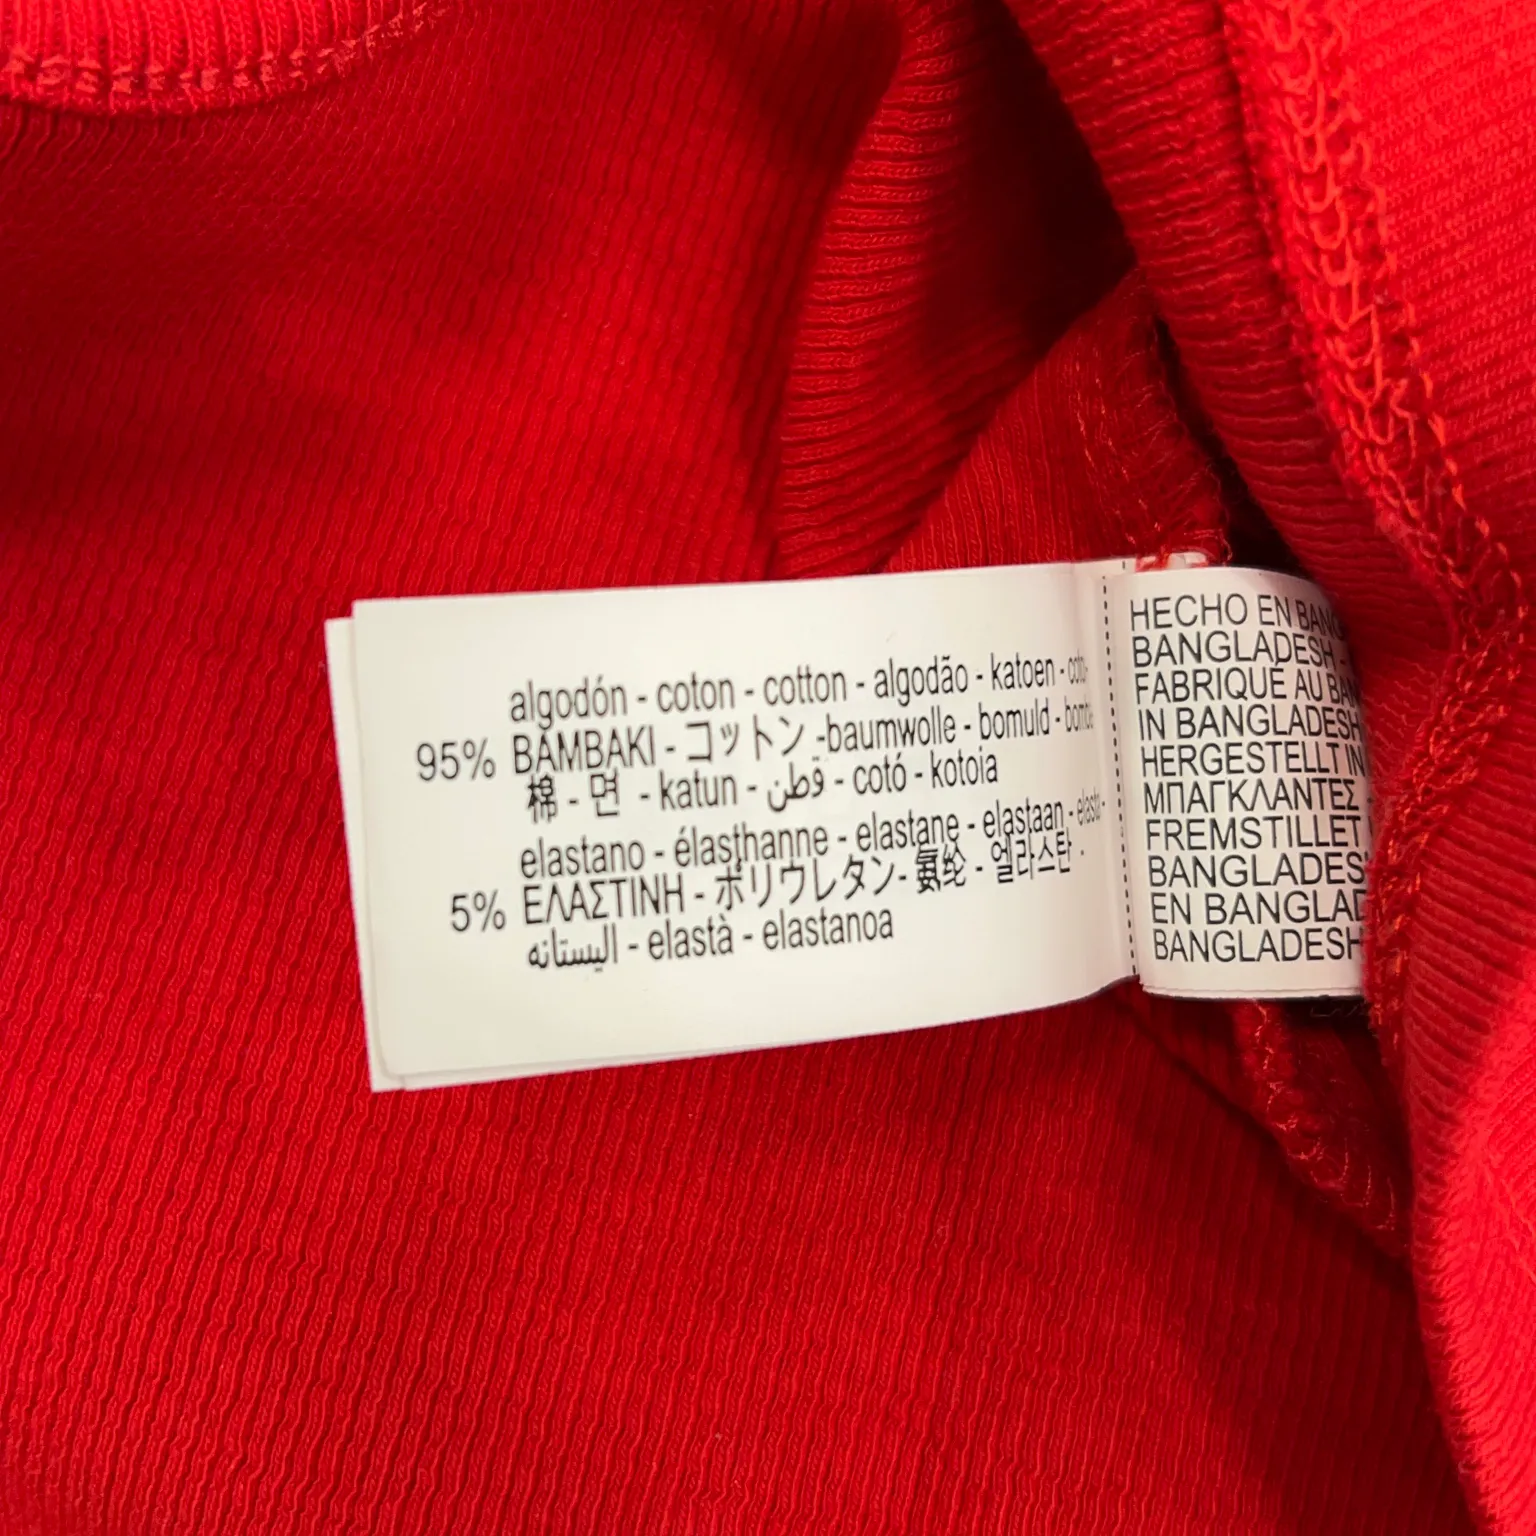 algodón - coton - cotton - algodão - katoen -
95% BAMBAKI - コットン -baumwolle - bomuld -
棉 - 면 - katun - قطن - cotó - kotoia
elastano - élasthanne - elastane - elastaan -
5% ΕΛΑΣΤΙΝΗ - ポリウレタン- 氨纶 - 엘라스탄 -
اليستانه - elastà - elastanoa
HECHO EN
BANGLADESH -
FABRIQUÉ AU
IN BANGLADESH
HERGESTELLT IN
ΜΠΑΓΚΛΑΝΤΕΣ -
FREMSTILLET
BANGLADESH
EN
BANGLADESH